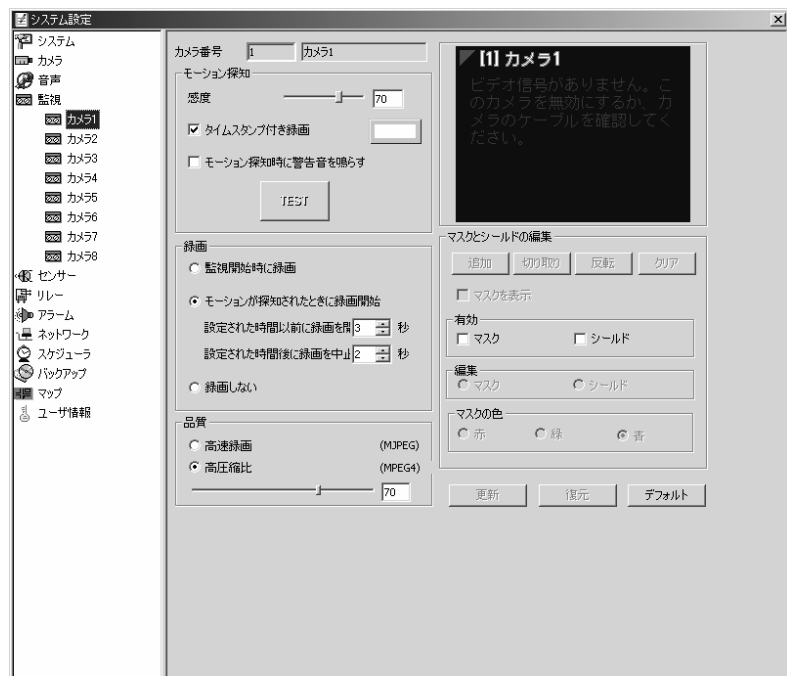 システム設定
システム
カメラ
音声
監視
カメラ1
カメラ2
カメラ3
カメラ4
カメラ5
カメラ6
カメラ7
カメラ8
センサー
リレー
アラーム
ネットワーク
スケジューラ
バックアップ
マップ
ユーザ情報
カメラ番号 1 カメラ1
モーション探知
感度 70
タイムスタンプ付き録画
モーション探知時に警告音を鳴らす
TEST
録画
監視開始時に録画
モーションが探知されたときに録画開始
設定された時間以前に録画を開 3 秒
設定された時間後に録画を中止 2 秒
録画しない
品質
高速録画 (MJPEG)
高圧縮比 (MPEG4)
70
[1] カメラ1
ビデオ信号がありません。こ
のカメラを無効にするか、カ
メラのケーブルを確認してく
ださい。
マスクとシールドの編集
追加 切り取り 反転 クリア
マスクを表示
有効
マスク シールド
編集
マスク シールド
マスクの色
赤 緑 青
更新 復元 デフォルト